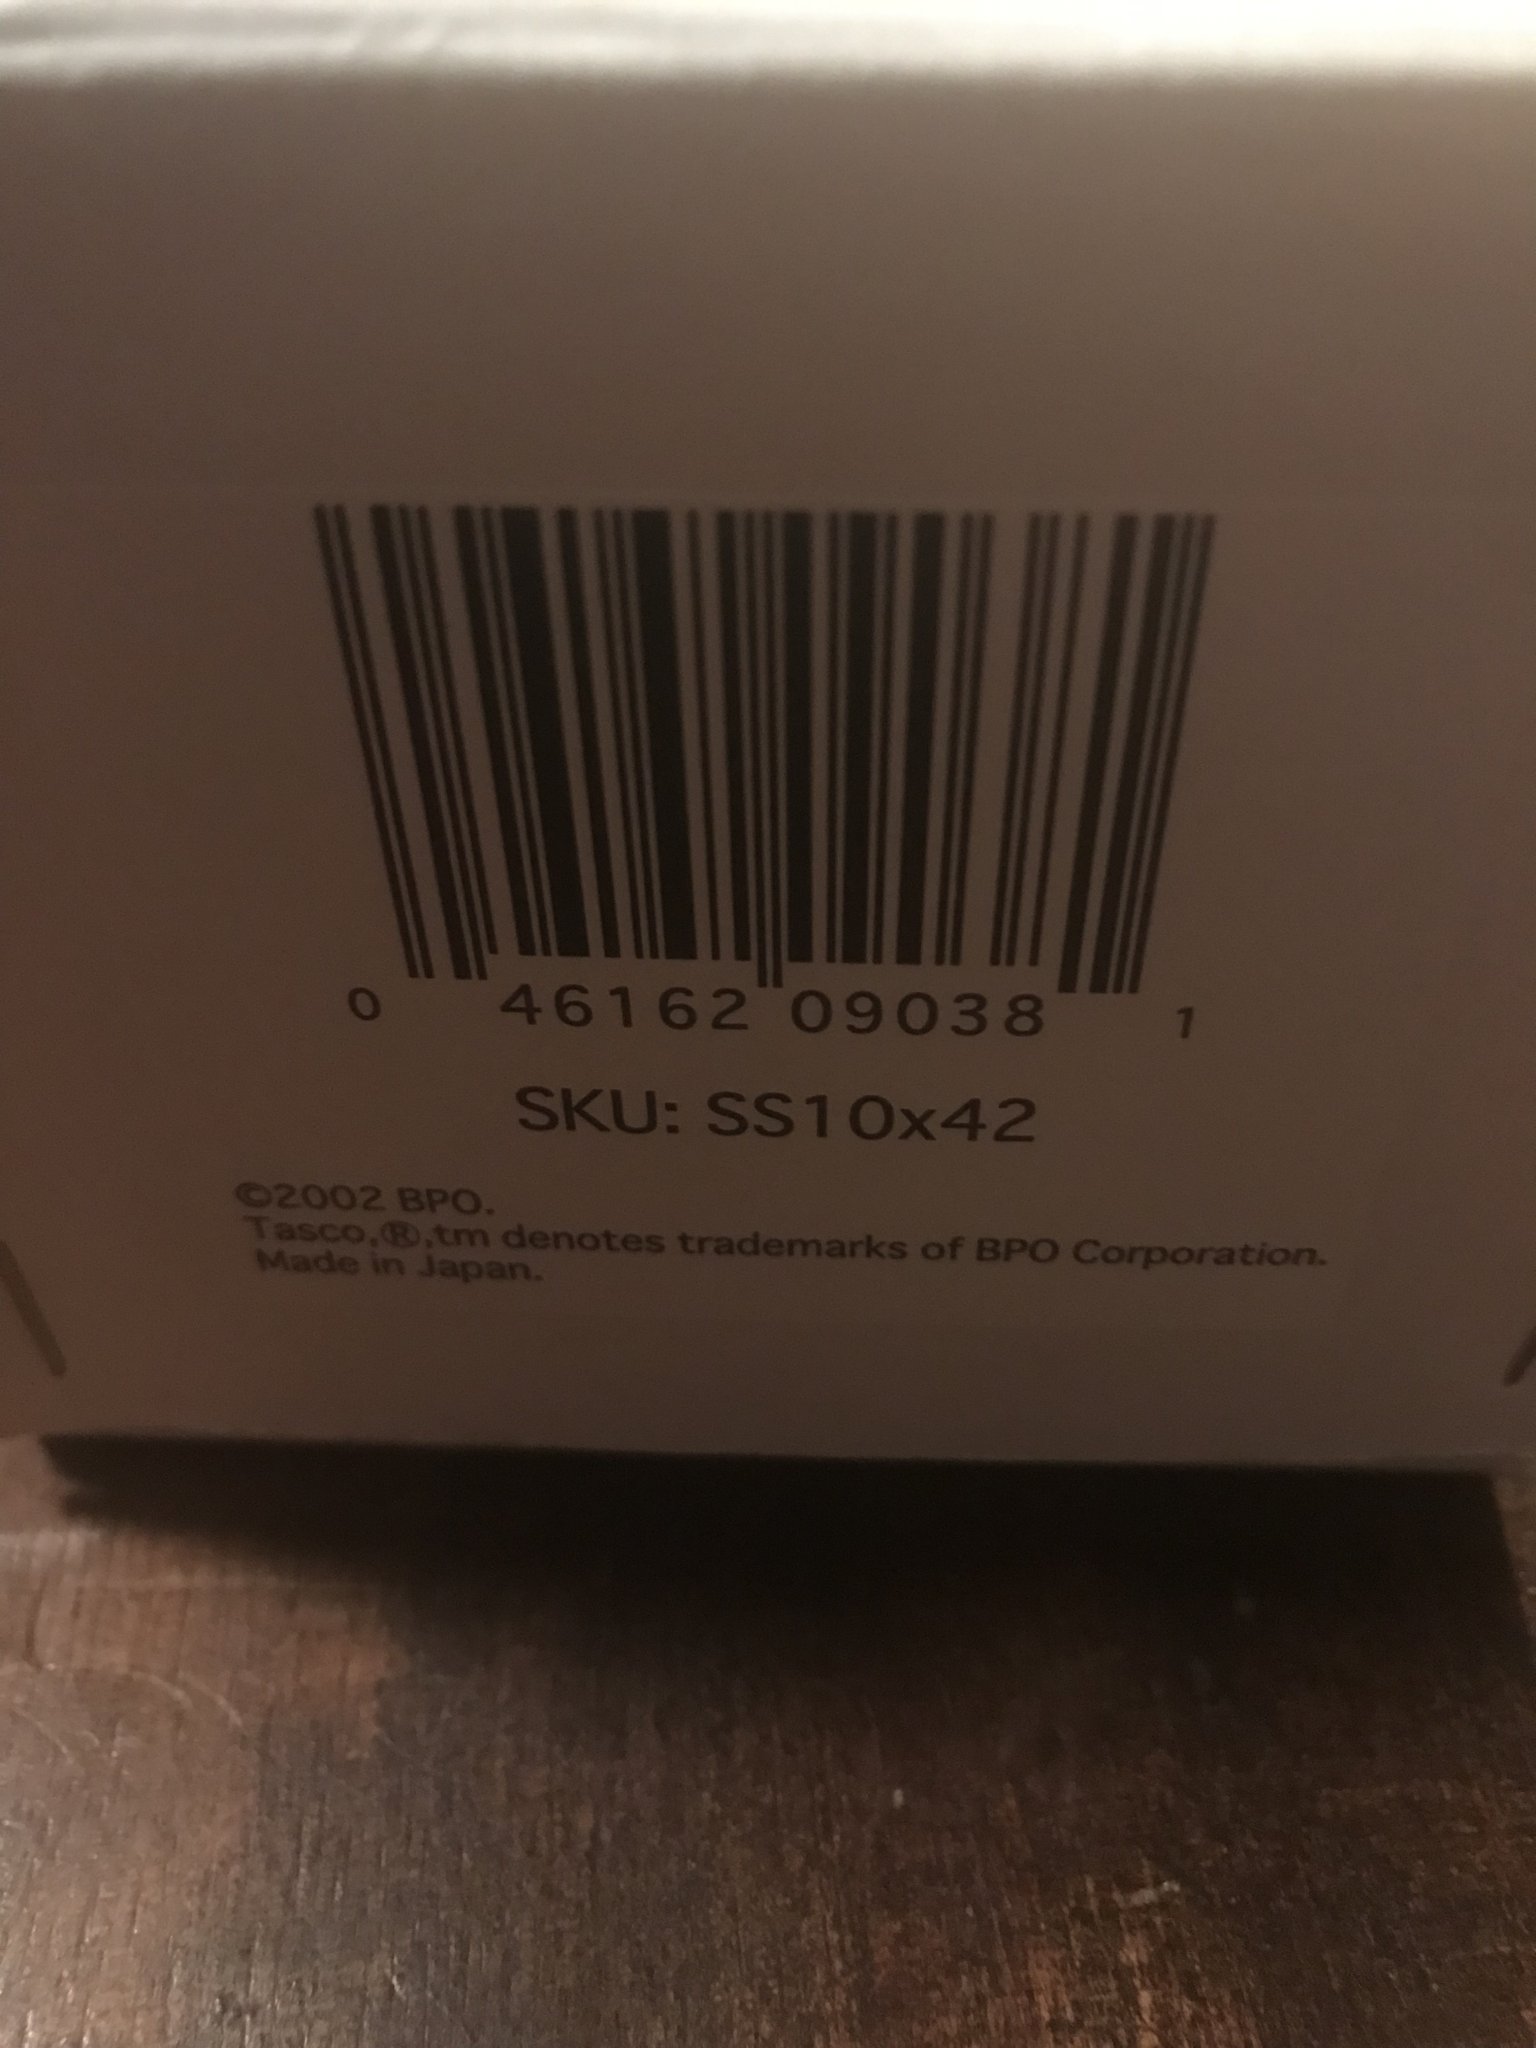 0 46162 09038 1
SKU: SS10x42
©2002 BPO.
Tasco,®,tm denotes trademarks of BPO Corporation.
Made in Japan.